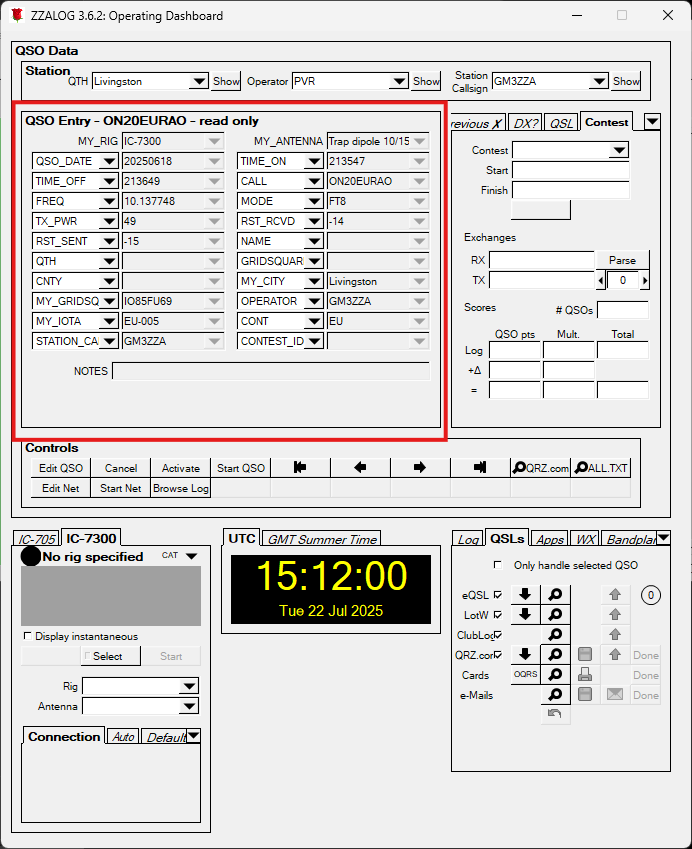 ZZALOG 3.6.2: Operating Dashboard
QSO Data
Station
QTH Livingston Show Operator PVR Show Station Callsign GM3ZZA Show
QSO Entry - ON20EURAO - read only
MY_RIG IC-7300 MY_ANTENNA Trap dipole 10/15
QSO_DATE 20250618 TIME_ON 213547
TIME_OFF 213649 CALL ON20EURAO
FREQ 10.137748 MODE FT8
TX_PWR 49 RST_RCVD -14
RST_SENT -15 NAME
QTH GRIDSQUAR
CNTY MY_CITY Livingston
MY_GRIDSQ IO85FU69 OPERATOR GM3ZZA
MY_IOTA EU-005 CONT EU
STATION_CA GM3ZZA CONTEST_ID
NOTES
revious X DX? QSL Contest
Contest
Start
Finish
Exchanges
RX Parse
TX 0
Scores # QSOs
QSO pts Mult. Total
Log
+Δ
=
Controls
Edit QSO Cancel Activate Start QSO QRZ.com ALL.TXT
Edit Net Start Net Browse Log
IC-705 IC-7300
No rig specified CAT
Display instantaneous
Select Start
Rig
Antenna
Connection Auto Default
UTC GMT Summer Time
15:12:00
Tue 22 Jul 2025
Log QSLs Apps WX Bandplan
Only handle selected QSO
eQSL 0
LotW
ClubLog
QRZ.com Done
Cards OQRS Done
e-Mails Done